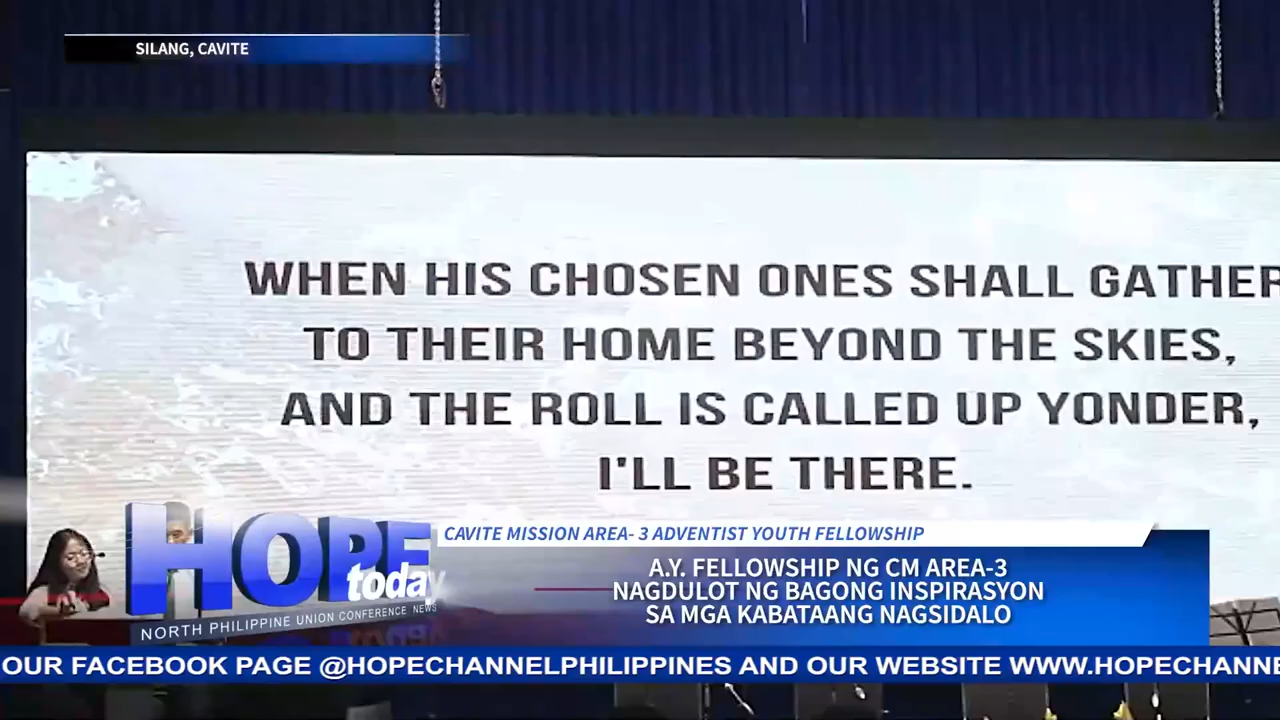 SILANG, CAVITE
WHEN HIS CHOSEN ONES SHALL GATHER
TO THEIR HOME BEYOND THE SKIES,
AND THE ROLL IS CALLED UP YONDER,
I'LL BE THERE.
HOPE
today
NORTH PHILIPPINE UNION CONFERENCE NEWS
CAVITE MISSION AREA- 3 ADVENTIST YOUTH FELLOWSHIP
A.Y. FELLOWSHIP NG CM AREA-3
NAGDULOT NG BAGONG INSPIRASYON
SA MGA KABATAANG NAGSIDALO
OUR FACEBOOK PAGE @HOPECHANNELPHILIPPINES AND OUR WEBSITE WWW.HOPECHANNE